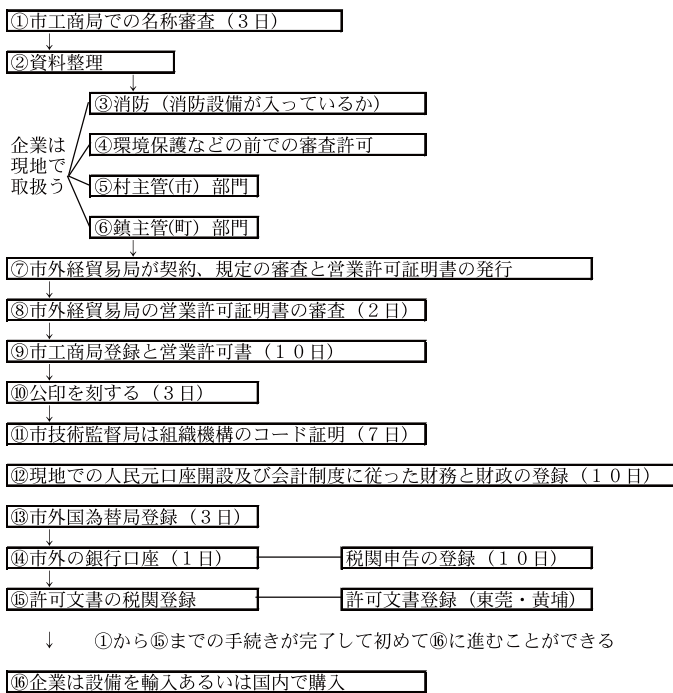 ①市工商局での名称審査（３日）
↓
②資料整理
↓
③消防（消防設備が入っているか）
企業は
現地で
取扱う
④環境保護などの前での審査許可
⑤村主管(市）部門
⑥鎮主管(町）部門
↓
⑦市外経貿易局が契約、規定の審査と営業許可証明書の発行
↓
⑧市外経貿易局の営業許可証明書の審査（２日）
↓
⑨市工商局登録と営業許可書（１０日）
↓
⑩公印を刻する（３日）
↓
⑪市技術監督局は組織機構のコード証明（７日）
⑫現地での人民元口座開設及び会計制度に従った財務と財政の登録（１０日）
⑬市外国為替局登録（３日）
↓
⑭市外の銀行口座（１日） 税関申告の登録（１０日）
↓
⑮許可文書の税関登録 許可文書登録（東莞・黄埔）
↓ ①から⑮までの手続きが完了して初めて⑯に進むことができる
⑯企業は設備を輸入あるいは国内で購入